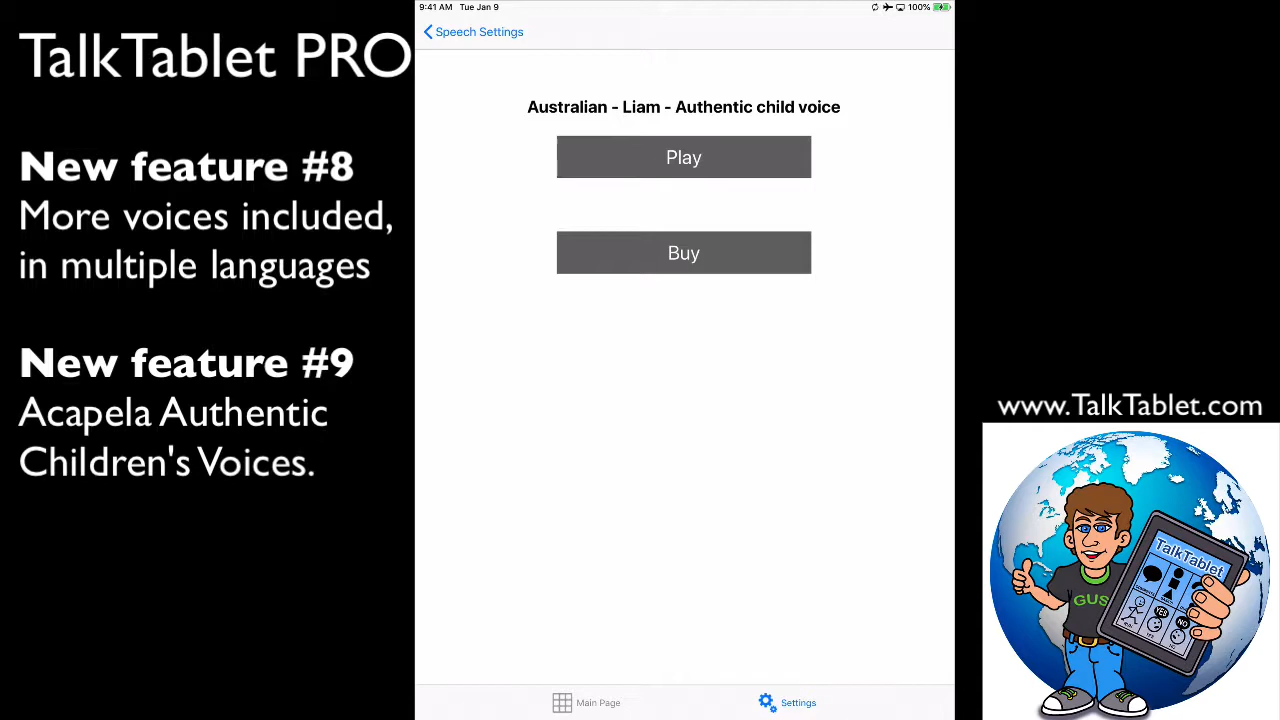 TalkTablet PRO
New feature #8
More voices included,
in multiple languages
New feature #9
Acapela Authentic
Children's Voices.
9:41 AM Tue Jan 9
100%
Speech Settings
Australian - Liam - Authentic child voice
Play
Buy
Main Page
Settings
www.TalkTablet.com
GUS
TalkTablet
YES
NO